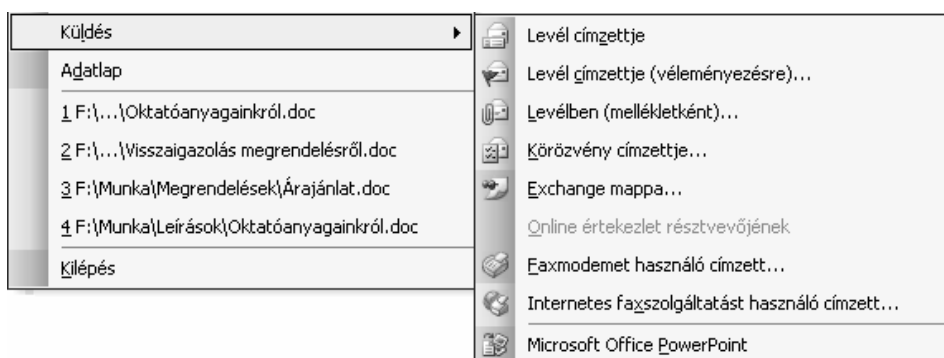 Küldés
Adatlap
1 F:\...\Oktatóanyagainkról.doc
2 F:\...\Visszaigazolás megrendelésről.doc
3 F:\Munka\Megrendelések\Árajánlat.doc
4 F:\Munka\Leírások\Oktatóanyagainkról.doc
Kilépés
Levél címzettje
Levél címzettje (véleményezésre)...
Levélben (mellékletként)...
Körözvény címzettje...
Exchange mappa...
Online értekezlet résztvevőjének
Faxmodemet használó címzett...
Internetes faxszolgáltatást használó címzett...
Microsoft Office PowerPoint